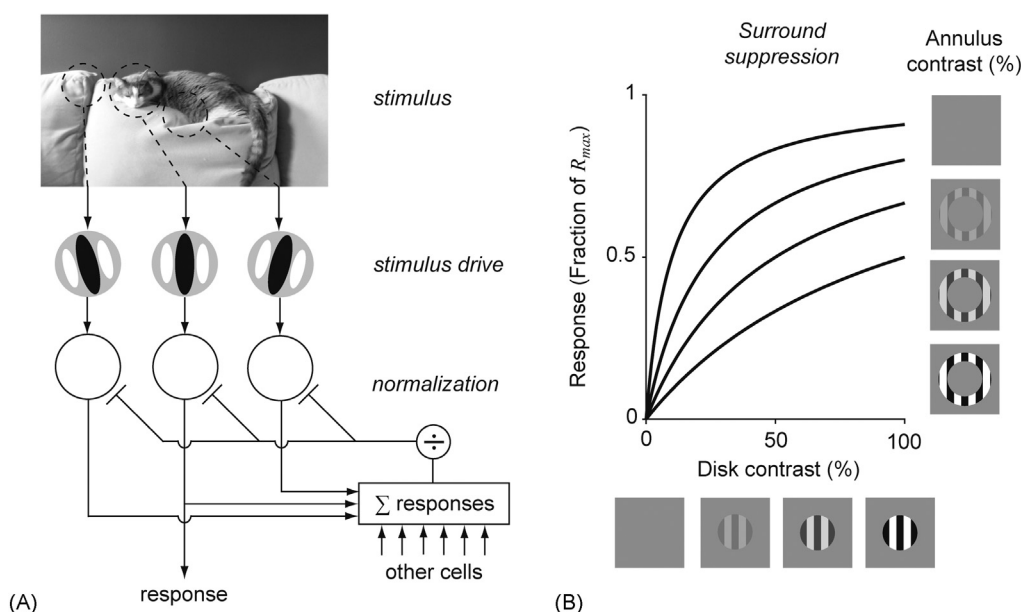 stimulus
stimulus drive
normalization
÷
∑ responses
other cells
response
(A)
Surround
suppression
Annulus
contrast (%)
Response (Fraction of Rmax)
1
0.5
0
0
50
100
Disk contrast (%)
(B)